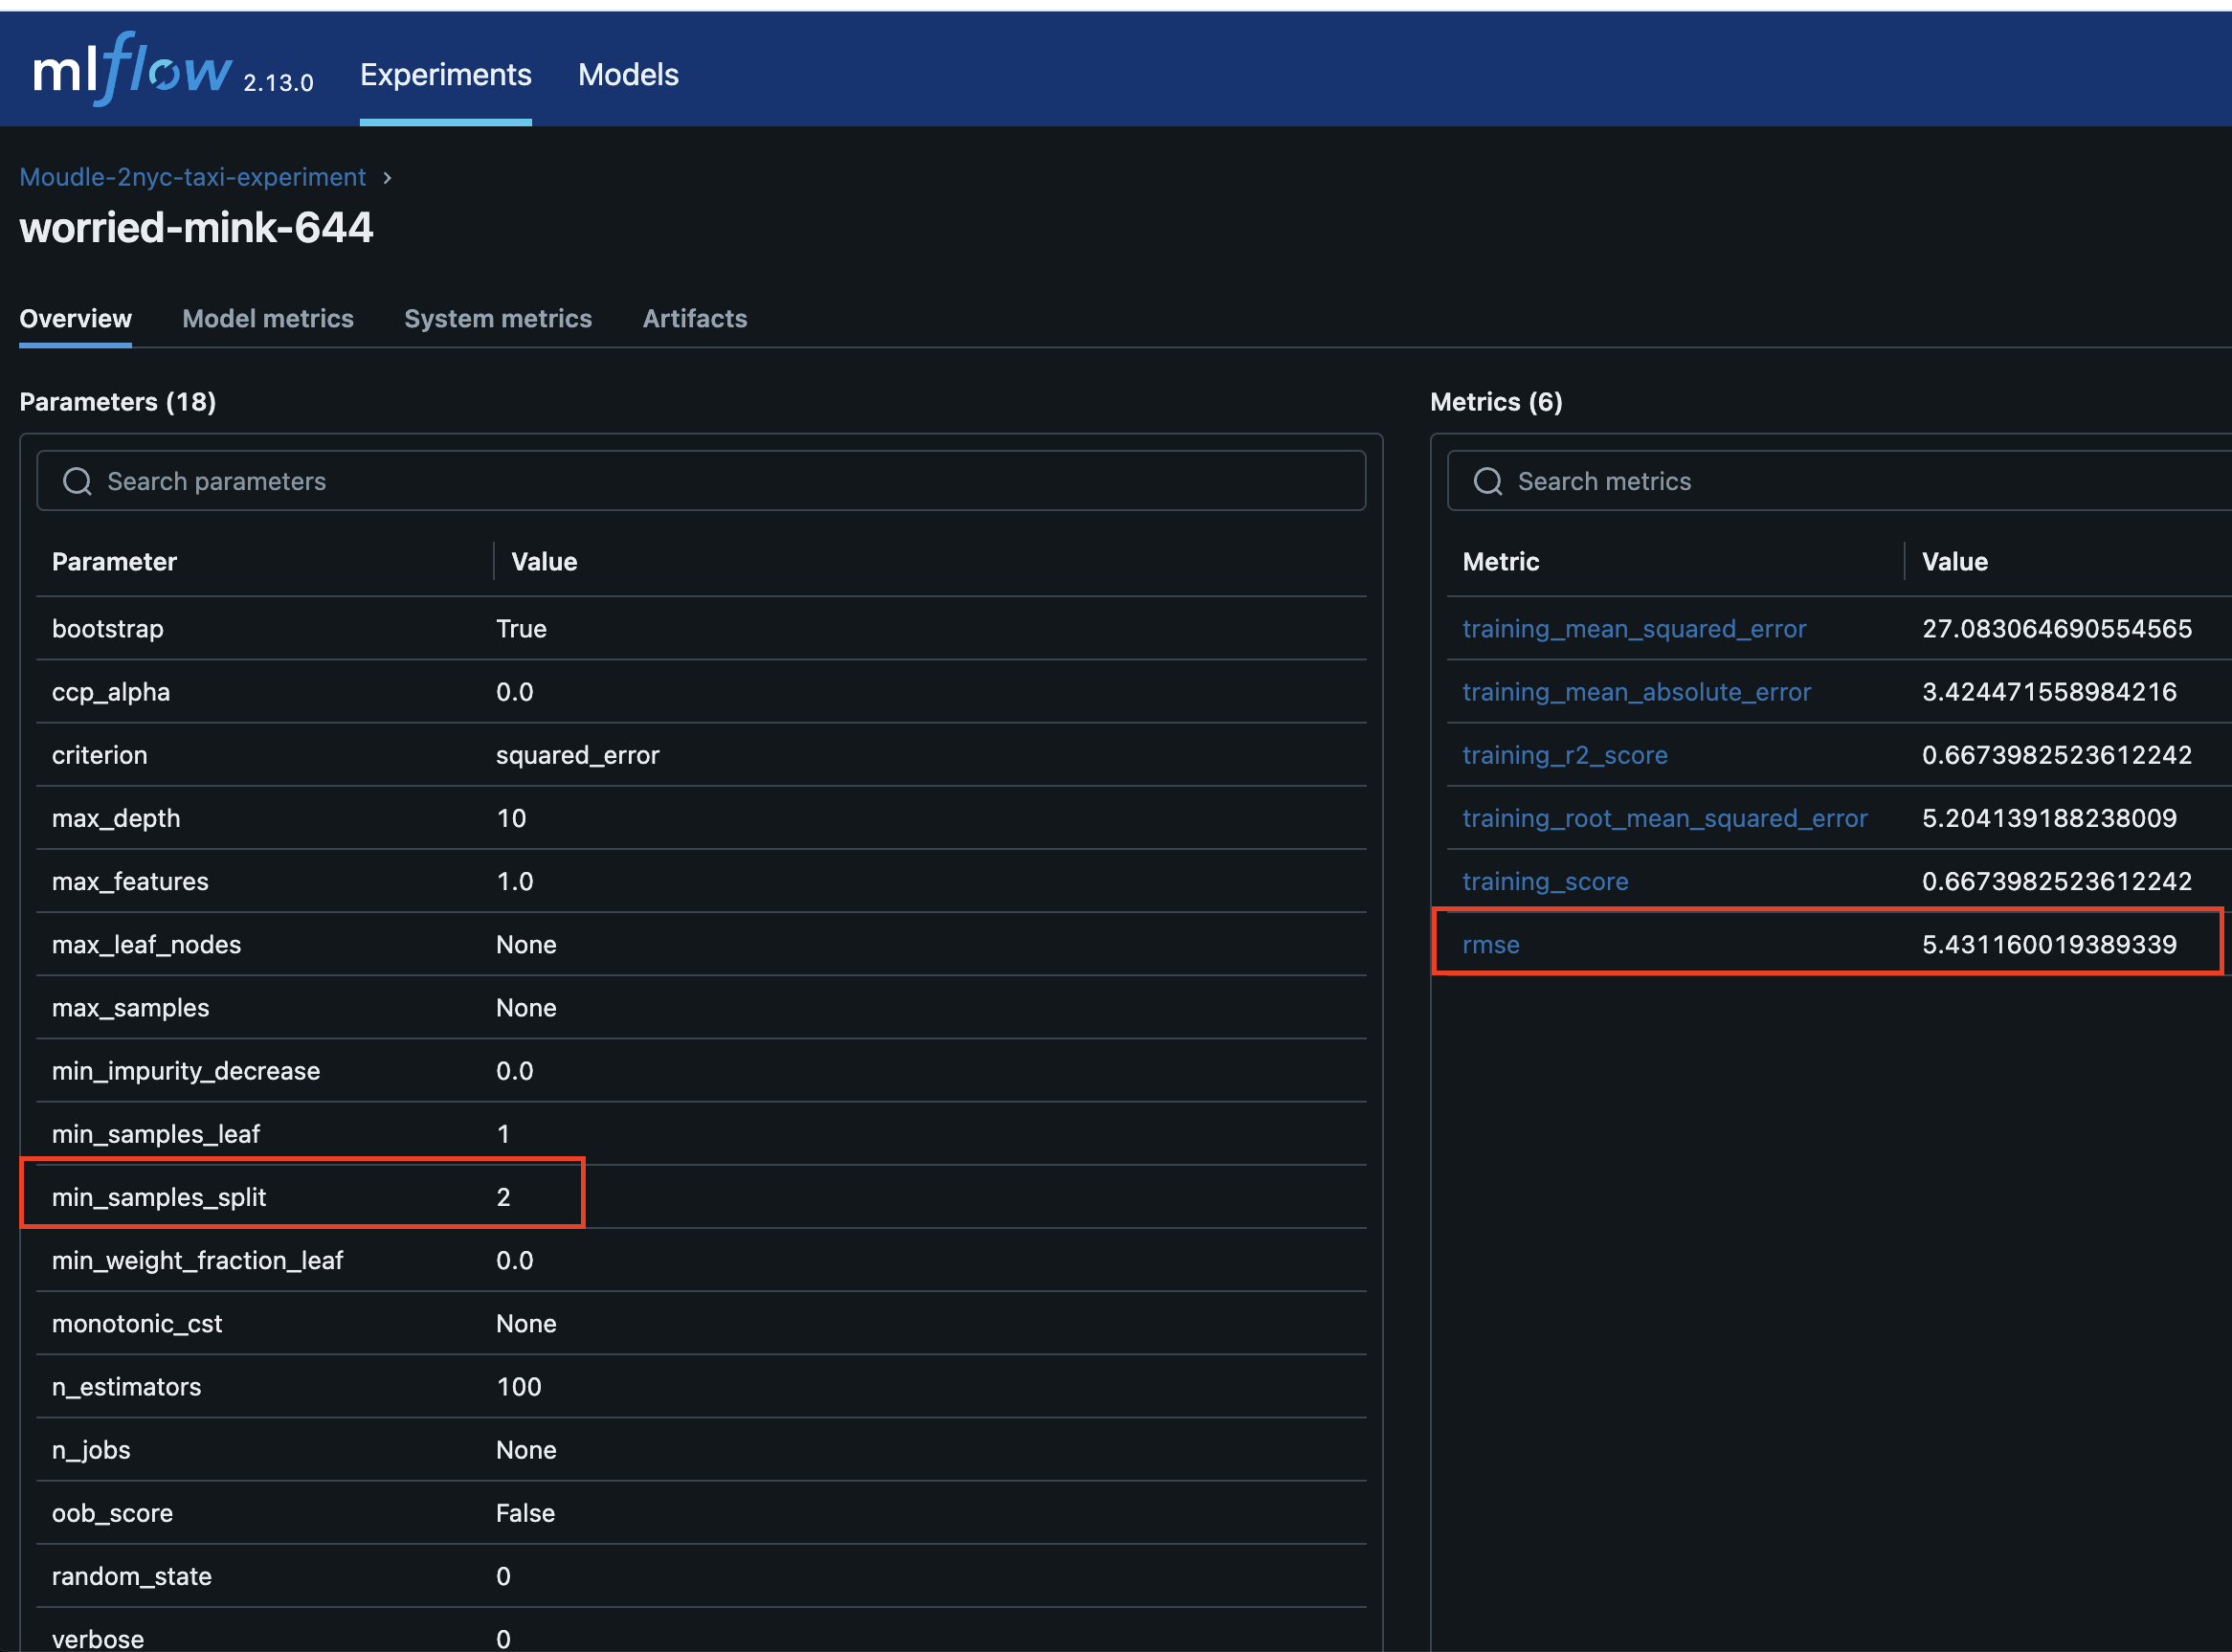 mlflow 2.13.0 Experiments Models
Moudle-2nyc-taxi-experiment
worried-mink-644
Overview Model metrics System metrics Artifacts
Parameters (18)
Search parameters
Parameter Value
bootstrap True
ccp_alpha 0.0
criterion squared_error
max_depth 10
max_features 1.0
max_leaf_nodes None
max_samples None
min_impurity_decrease 0.0
min_samples_leaf 1
min_samples_split 2
min_weight_fraction_leaf 0.0
monotonic_cst None
n_estimators 100
n_jobs None
oob_score False
random_state 0
verbose 0
Metrics (6)
Search metrics
Metric Value
training_mean_squared_error 27.083064690554565
training_mean_absolute_error 3.424471558984216
training_r2_score 0.6673982523612242
training_root_mean_squared_error 5.204139188238009
training_score 0.6673982523612242
rmse 5.431160019389339